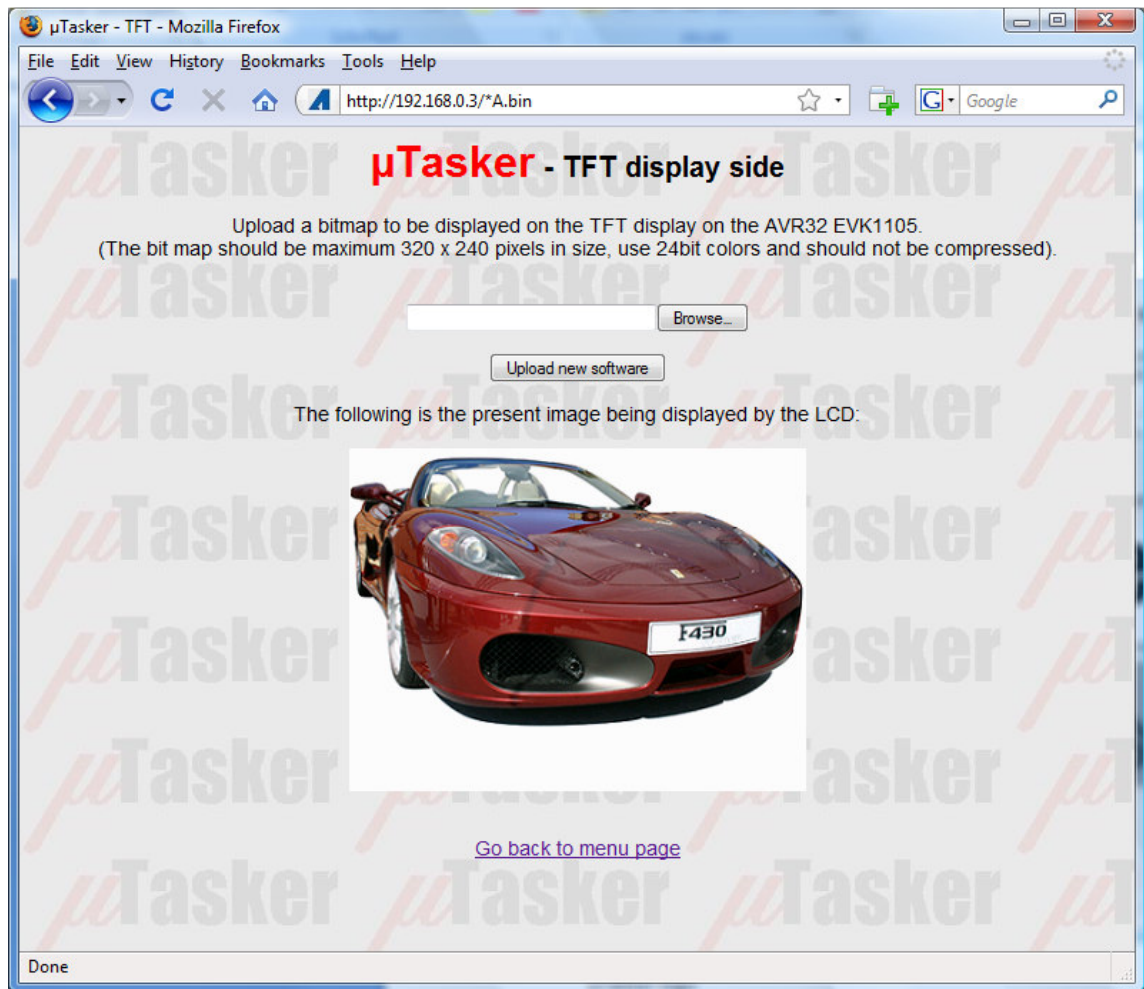 µTasker - TFT - Mozilla Firefox
File Edit View History Bookmarks Tools Help
http://192.168.0.3/*A.bin
G Google
µTasker - TFT display side
Upload a bitmap to be displayed on the TFT display on the AVR32 EVK1105.
(The bit map should be maximum 320 x 240 pixels in size, use 24bit colors and should not be compressed).
Browse...
Upload new software
The following is the present image being displayed by the LCD:
F430
Go back to menu page
Done